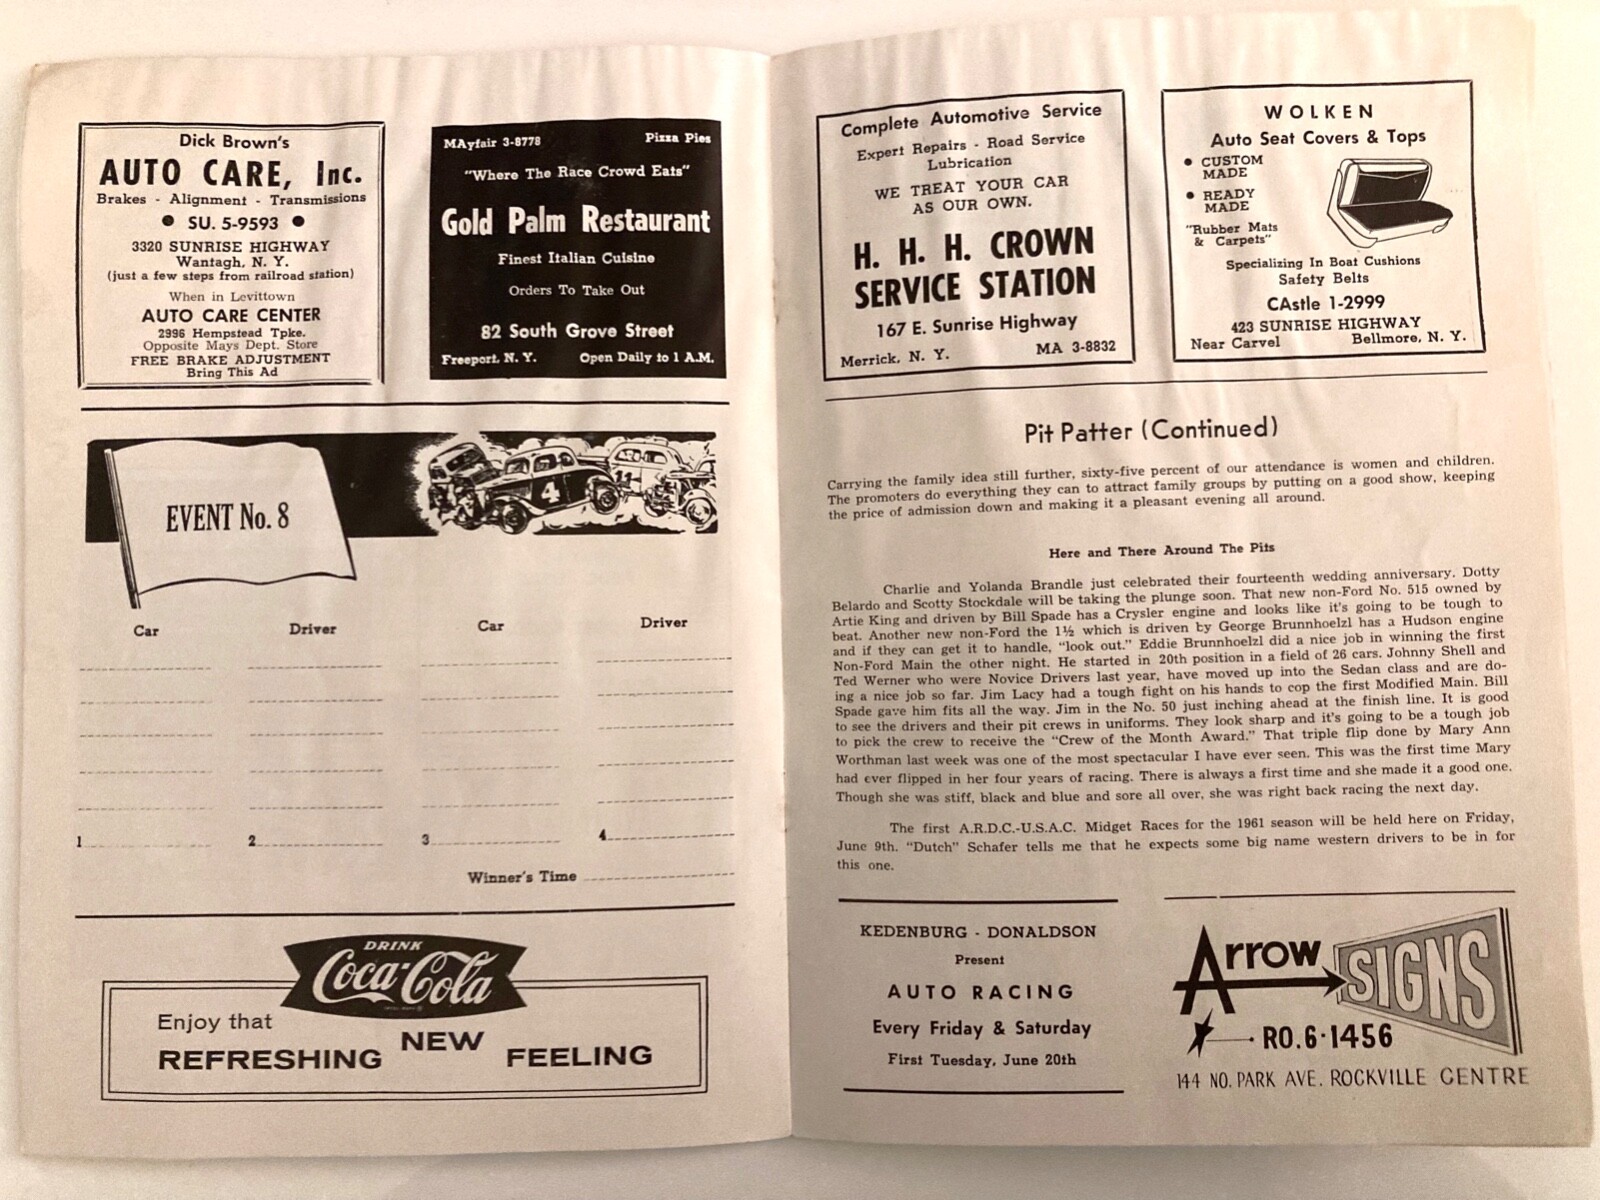 Dick Brown's
AUTO CARE, Inc.
Brakes - Alignment - Transmissions
• SU. 5-9593 •
3320 SUNRISE HIGHWAY
Wantagh, N. Y.
(just a few steps from railroad station)
When in Levittown
AUTO CARE CENTER
2996 Hempstead Tpke.
Opposite Mays Dept. Store
FREE BRAKE ADJUSTMENT
Bring This Ad
MAyfair 3-8778 Pizza Pies
"Where The Race Crowd Eats"
Gold Palm Restaurant
Finest Italian Cuisine
Orders To Take Out
82 South Grove Street
Freeport, N. Y. Open Daily to 1 A.M.
EVENT No. 8
4
11
Car Driver Car Driver
1 2 3 4
Winner's Time
DRINK
Coca-Cola
Enjoy that
REFRESHING NEW FEELING
Complete Automotive Service
Expert Repairs - Road Service
Lubrication
WE TREAT YOUR CAR
AS OUR OWN.
H. H. H. CROWN
SERVICE STATION
167 E. Sunrise Highway
Merrick, N. Y. MA 3-8832
WOLKEN
Auto Seat Covers & Tops
• CUSTOM
MADE
• READY
MADE
"Rubber Mats
& Carpets"
Specializing In Boat Cushions
Safety Belts
CAstle 1-2999
423 SUNRISE HIGHWAY
Near Carvel Bellmore, N. Y.
Pit Patter (Continued)
Carrying the family idea still further, sixty-five percent of our attendance is women and children.
The promoters do everything they can to attract family groups by putting on a good show, keeping
the price of admission down and making it a pleasant evening all around.
Here and There Around The Pits
Charlie and Yolanda Brandle just celebrated their fourteenth wedding anniversary. Dotty
Belardo and Scotty Stockdale will be taking the plunge soon. That new non-Ford No. 515 owned by
Artie King and driven by Bill Spade has a Crysler engine and looks like it's going to be tough to
beat. Another new non-Ford the 1½ which is driven by George Brunnhoelzl has a Hudson engine
and if they can get it to handle, "look out." Eddie Brunnhoelzl did a nice job in winning the first
Non-Ford Main the other night. He started in 20th position in a field of 26 cars. Johnny Shell and
Ted Werner who were Novice Drivers last year, have moved up into the Sedan class and are do-
ing a nice job so far. Jim Lacy had a tough fight on his hands to cop the first Modified Main. Bill
Spade gave him fits all the way. Jim in the No. 50 just inching ahead at the finish line. It is good
to see the drivers and their pit crews in uniforms. They look sharp and it's going to be a tough job
to pick the crew to receive the "Crew of the Month Award." That triple flip done by Mary Ann
Worthman last week was one of the most spectacular I have ever seen. This was the first time Mary
had ever flipped in her four years of racing. There is always a first time and she made it a good one.
Though she was stiff, black and blue and sore all over, she was right back racing the next day.
The first A.R.D.C.-U.S.A.C. Midget Races for the 1961 season will be held here on Friday,
June 9th. "Dutch" Schafer tells me that he expects some big name western drivers to be in for
this one.
KEDENBURG - DONALDSON
Present
AUTO RACING
Every Friday & Saturday
First Tuesday, June 20th
Arrow SIGNS
RO.6-1456
144 NO. PARK AVE. ROCKVILLE CENTRE